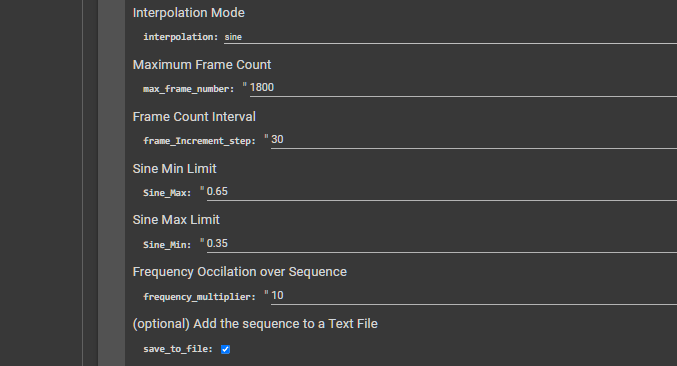 Interpolation Mode
interpolation: sine
Maximum Frame Count
max_frame_number: "1800
Frame Count Interval
frame_Increment_step: "30
Sine Min Limit
Sine_Max: "0.65
Sine Max Limit
Sine_Min: "0.35
Frequency Occilation over Sequence
frequency_multiplier: "10
(optional) Add the sequence to a Text File
save_to_file: